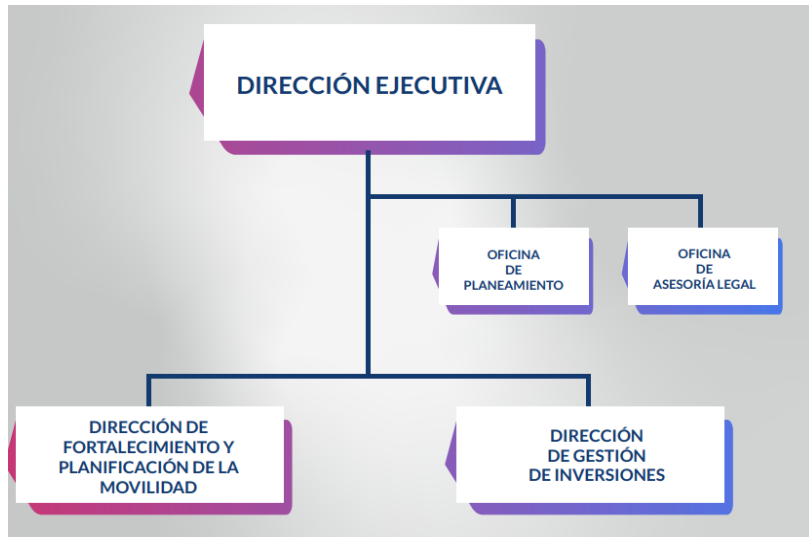 DIRECCIÓN EJECUTIVA
OFICINA
DE
PLANEAMIENTO
OFICINA
DE
ASESORÍA LEGAL
DIRECCIÓN DE
FORTALECIMIENTO Y
PLANIFICACIÓN DE LA
MOVILIDAD
DIRECCIÓN
DE GESTIÓN
DE INVERSIONES